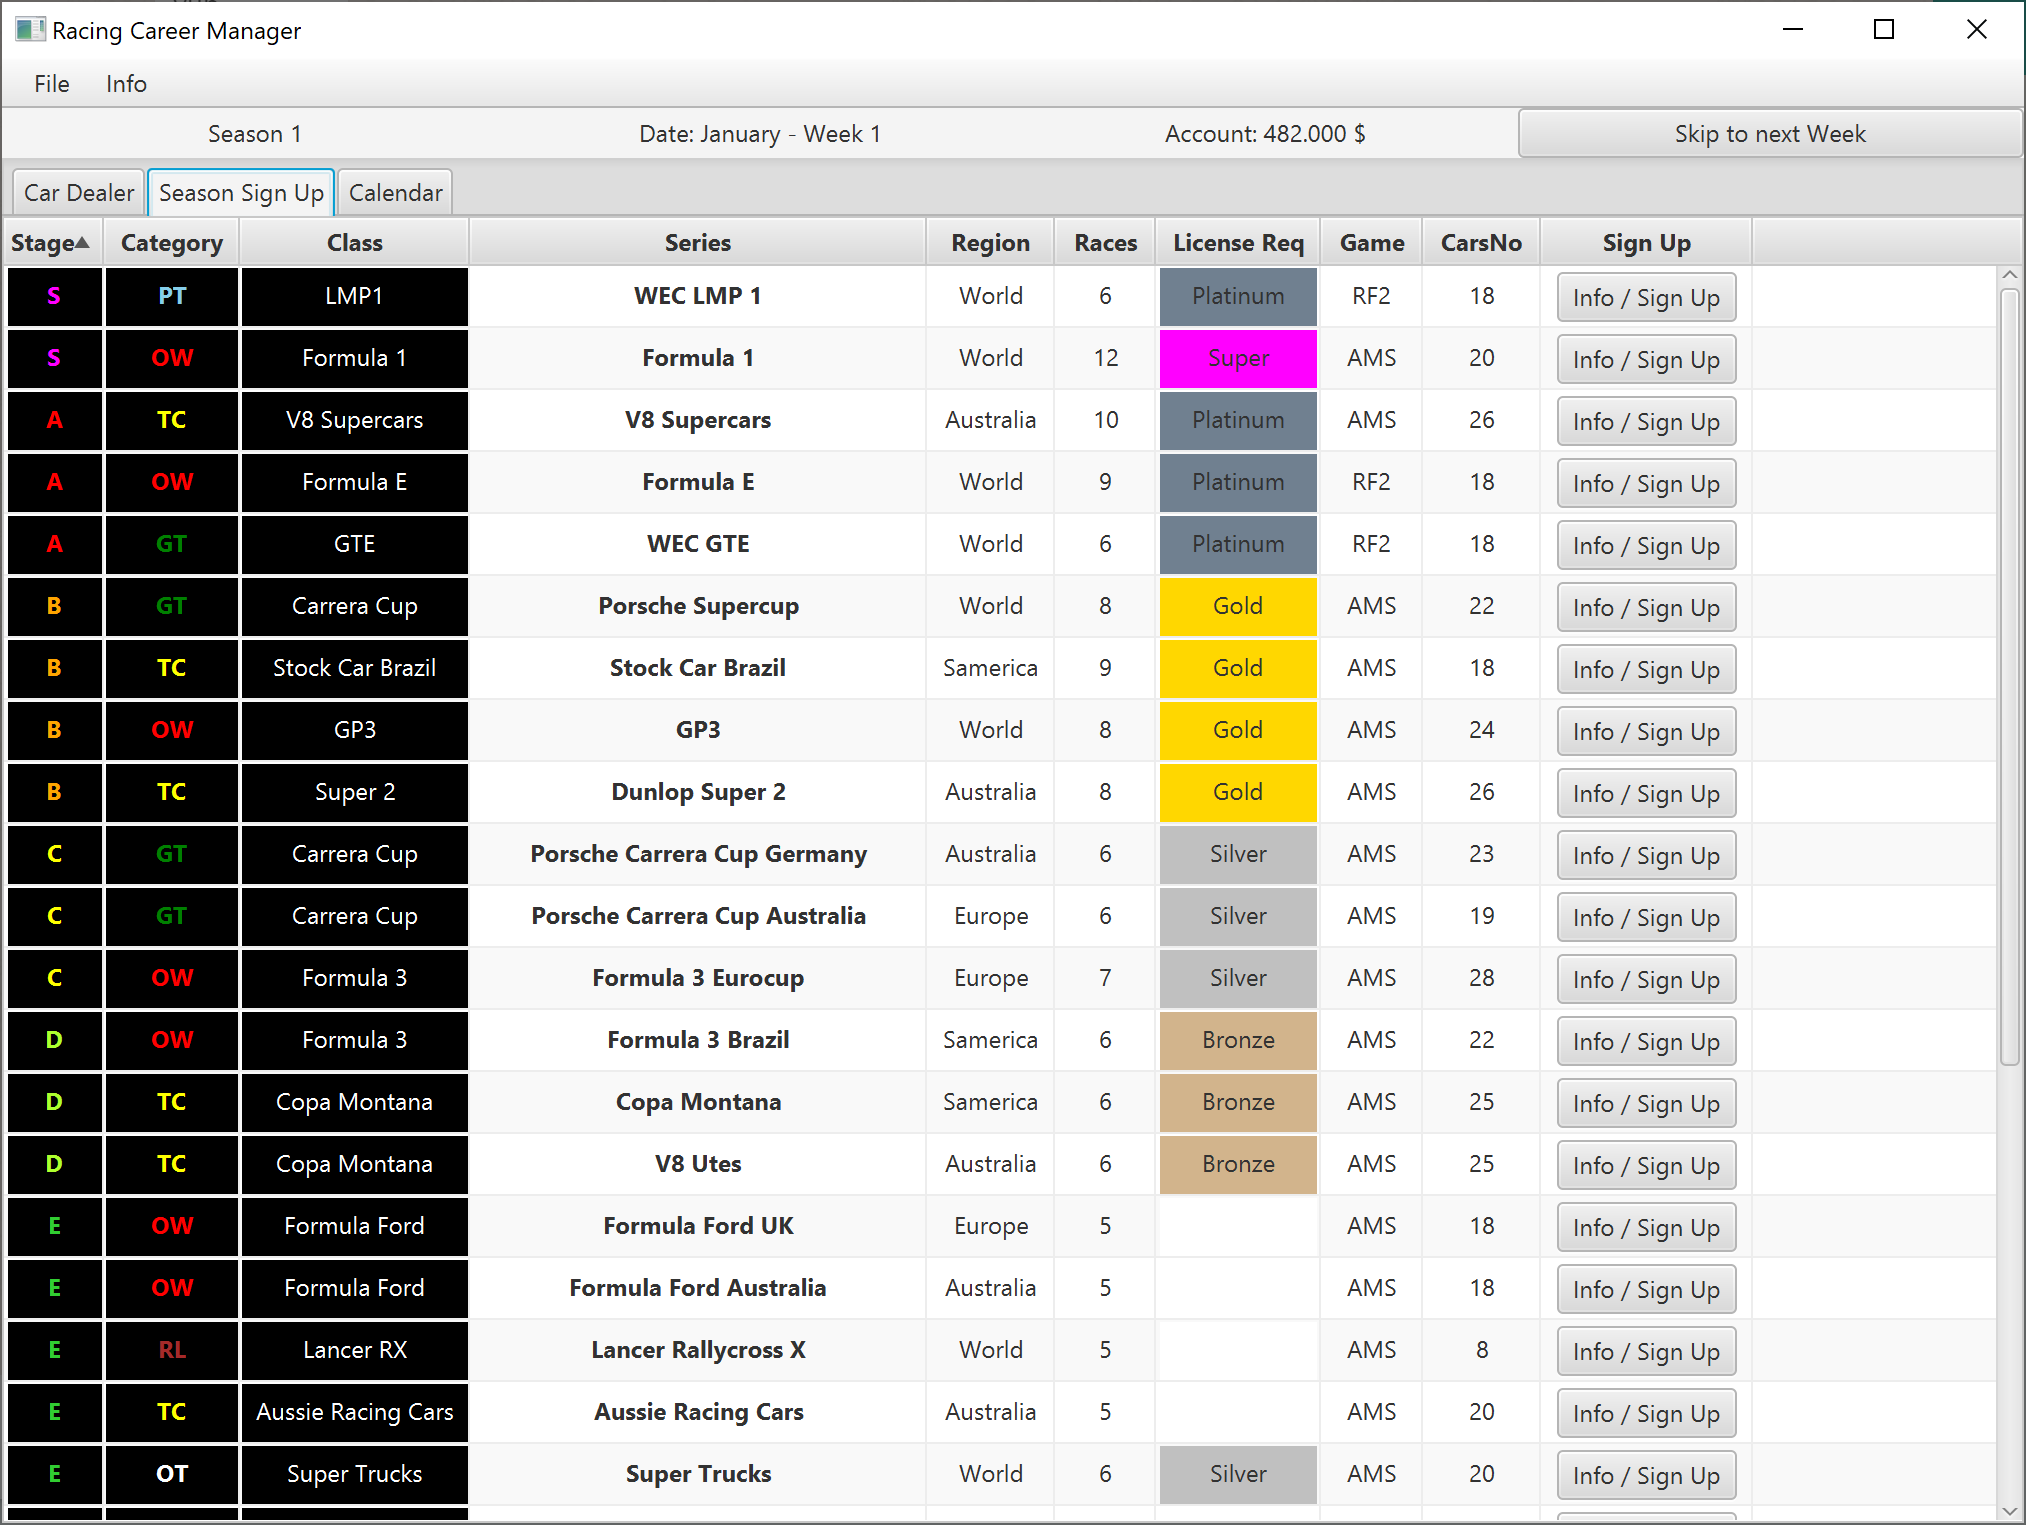 Racing Career Manager
File Info
Season 1 Date: January - Week 1 Account: 482.000 $ Skip to next Week
Car Dealer Season Sign Up Calendar
Stage Category Class Series Region Races License Req Game CarsNo Sign Up
S PT LMP1 WEC LMP 1 World 6 Platinum RF2 18 Info / Sign Up
S OW Formula 1 Formula 1 World 12 Super AMS 20 Info / Sign Up
A TC V8 Supercars V8 Supercars Australia 10 Platinum AMS 26 Info / Sign Up
A OW Formula E Formula E World 9 Platinum RF2 18 Info / Sign Up
A GT GTE WEC GTE World 6 Platinum RF2 18 Info / Sign Up
B GT Carrera Cup Porsche Supercup World 8 Gold AMS 22 Info / Sign Up
B TC Stock Car Brazil Stock Car Brazil Samerica 9 Gold AMS 18 Info / Sign Up
B OW GP3 GP3 World 8 Gold AMS 24 Info / Sign Up
B TC Super 2 Dunlop Super 2 Australia 8 Gold AMS 26 Info / Sign Up
C GT Carrera Cup Porsche Carrera Cup Germany Australia 6 Silver AMS 23 Info / Sign Up
C GT Carrera Cup Porsche Carrera Cup Australia Europe 6 Silver AMS 19 Info / Sign Up
C OW Formula 3 Formula 3 Eurocup Europe 7 Silver AMS 28 Info / Sign Up
D OW Formula 3 Formula 3 Brazil Samerica 6 Bronze AMS 22 Info / Sign Up
D TC Copa Montana Copa Montana Samerica 6 Bronze AMS 25 Info / Sign Up
D TC Copa Montana V8 Utes Australia 6 Bronze AMS 25 Info / Sign Up
E OW Formula Ford Formula Ford UK Europe 5 AMS 18 Info / Sign Up
E OW Formula Ford Formula Ford Australia Australia 5 AMS 18 Info / Sign Up
E RL Lancer RX Lancer Rallycross X World 5 AMS 8 Info / Sign Up
E TC Aussie Racing Cars Aussie Racing Cars Australia 5 AMS 20 Info / Sign Up
E OT Super Trucks Super Trucks World 6 Silver AMS 20 Info / Sign Up